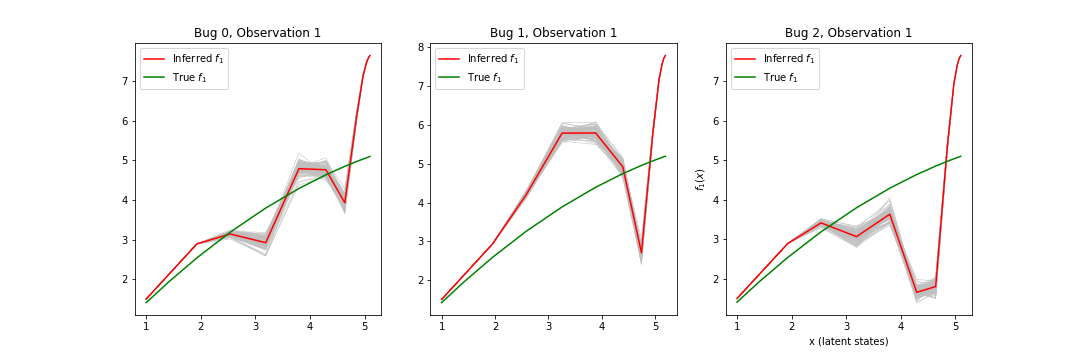 Bug 0, Observation 1
Inferred f₁
True f₁
7
6
5
4
3
2
1 2 3 4 5
Bug 1, Observation 1
Inferred f₁
True f₁
8
7
6
5
4
3
2
1 2 3 4 5
Bug 2, Observation 1
Inferred f₁
True f₁
f₁(x)
7
6
5
4
3
2
1 2 3 4 5
x (latent states)